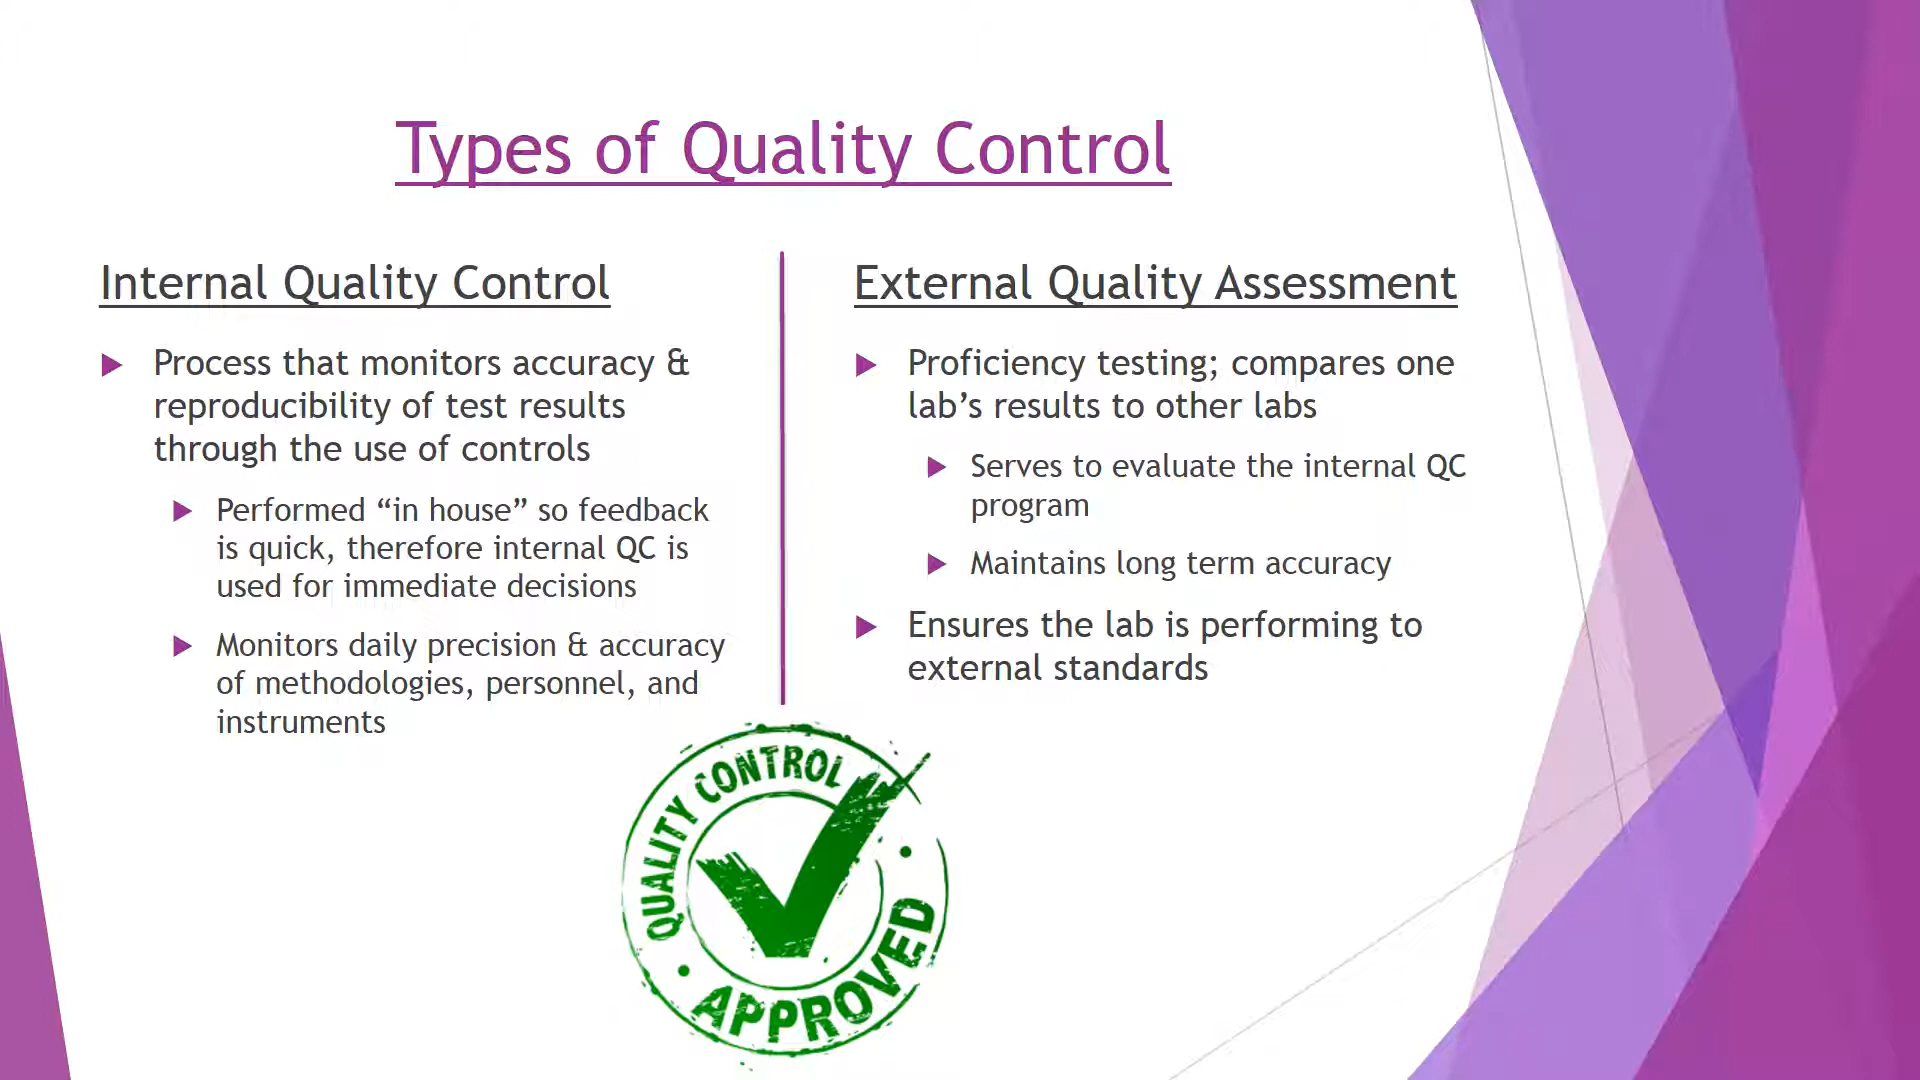 Types of Quality Control
Internal Quality Control
Process that monitors accuracy &
reproducibility of test results
through the use of controls
Performed “in house” so feedback
is quick, therefore internal QC is
used for immediate decisions
Monitors daily precision & accuracy
of methodologies, personnel, and
instruments
External Quality Assessment
Proficiency testing; compares one
lab’s results to other labs
Serves to evaluate the internal QC
program
Maintains long term accuracy
Ensures the lab is performing to
external standards
QUALITY CONTROL
APPROVED